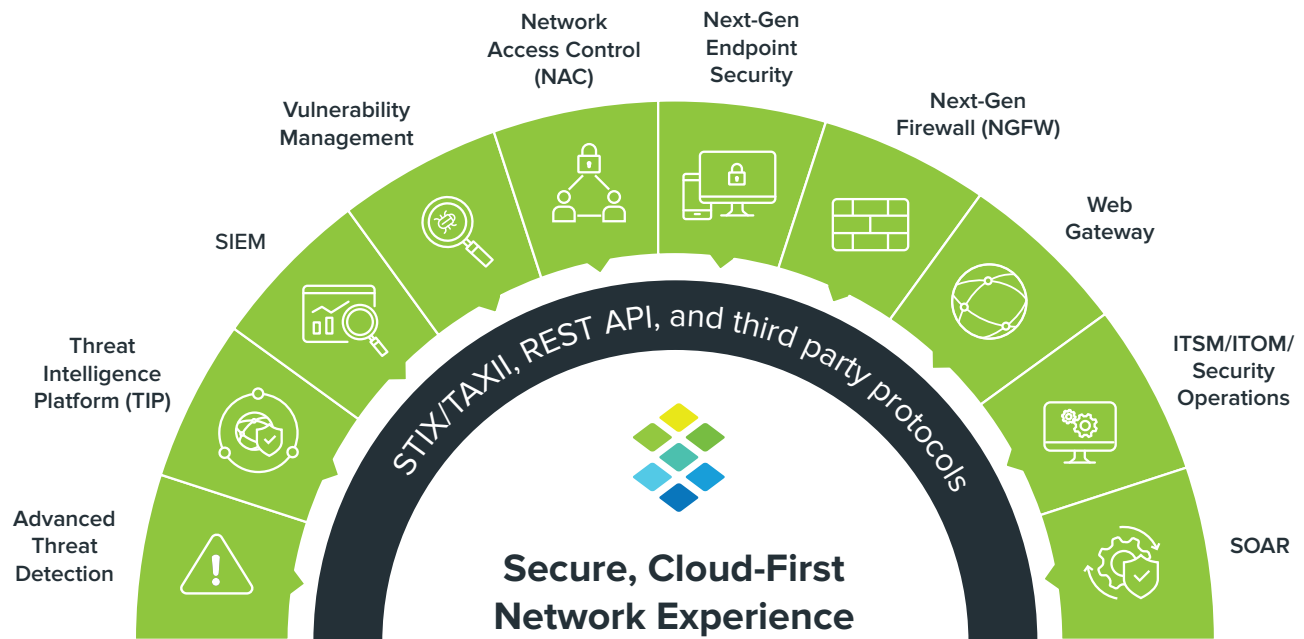 Advanced
Threat
Detection
Threat
Intelligence
Platform (TIP)
SIEM
Vulnerability
Management
Network
Access Control
(NAC)
Next-Gen
Endpoint
Security
Next-Gen
Firewall (NGFW)
Web
Gateway
ITSM/ITOM/
Security
Operations
SOAR
STIX/TAXII, REST API, and third party protocols
Secure, Cloud-First
Network Experience